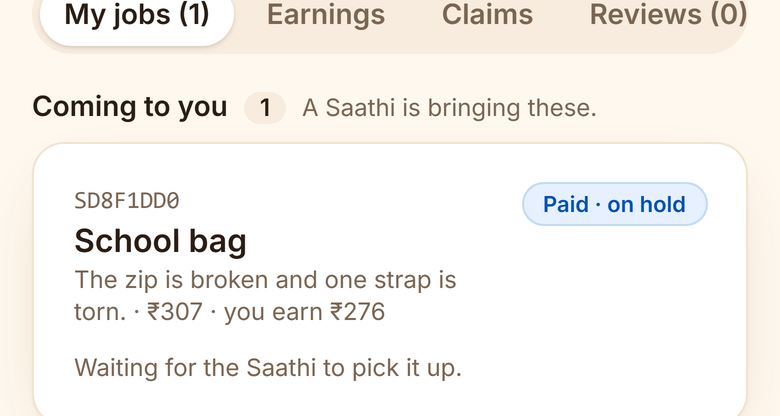 My jobs (1) Earnings Claims Reviews (0)
Coming to you 1 A Saathi is bringing these.
SD8F1DD0
Paid · on hold
School bag
The zip is broken and one strap is
torn. · ₹307 · you earn ₹276
Waiting for the Saathi to pick it up.